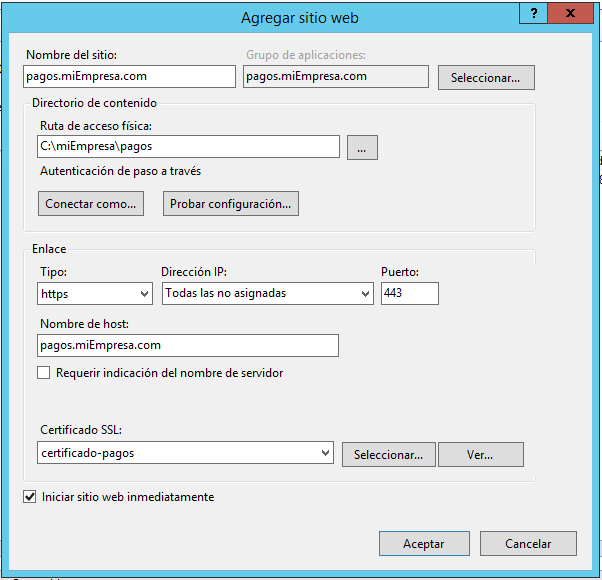 Agregar sitio web
?
X
Nombre del sitio:
Grupo de aplicaciones:
pagos.miEmpresa.com
pagos.miEmpresa.com
Seleccionar...
Directorio de contenido
Ruta de acceso física:
C:\miEmpresa\pagos
...
Autenticación de paso a través
Conectar como...
Probar configuración...
Enlace
Tipo:
Dirección IP:
Puerto:
https
Todas las no asignadas
443
Nombre de host:
pagos.miEmpresa.com
Requerir indicación del nombre de servidor
Certificado SSL:
certificado-pagos
Seleccionar...
Ver...
Iniciar sitio web inmediatamente
Aceptar
Cancelar